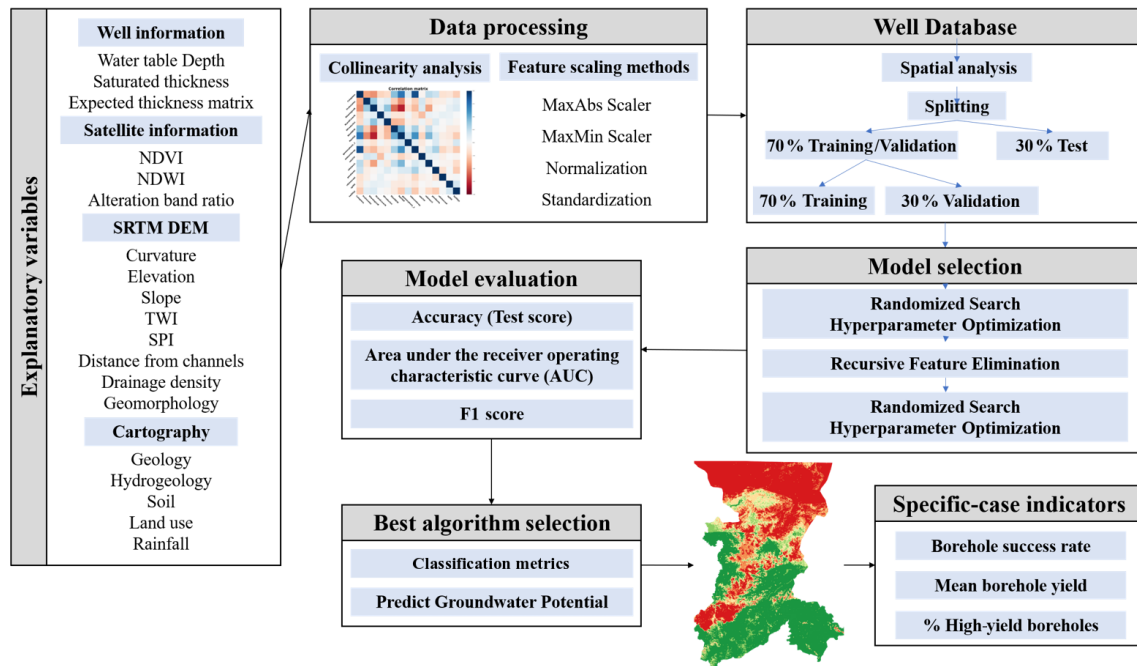 Explanatory variables
Well information
Water table Depth
Saturated thickness
Expected thickness matrix
Satellite information
NDVI
NDWI
Alteration band ratio
SRTM DEM
Curvature
Elevation
Slope
TWI
SPI
Distance from channels
Drainage density
Geomorphology
Cartography
Geology
Hydrogeology
Soil
Land use
Rainfall
Data processing
Collinearity analysis
Correlation matrix
Feature scaling methods
MaxAbs Scaler
MaxMin Scaler
Normalization
Standardization
Well Database
Spatial analysis
Splitting
70% Training/Validation
30% Test
70% Training
30% Validation
Model selection
Randomized Search
Hyperparameter Optimization
Recursive Feature Elimination
Randomized Search
Hyperparameter Optimization
Model evaluation
Accuracy (Test score)
Area under the receiver operating
characteristic curve (AUC)
F1 score
Best algorithm selection
Classification metrics
Predict Groundwater Potential
Specific-case indicators
Borehole success rate
Mean borehole yield
% High-yield boreholes